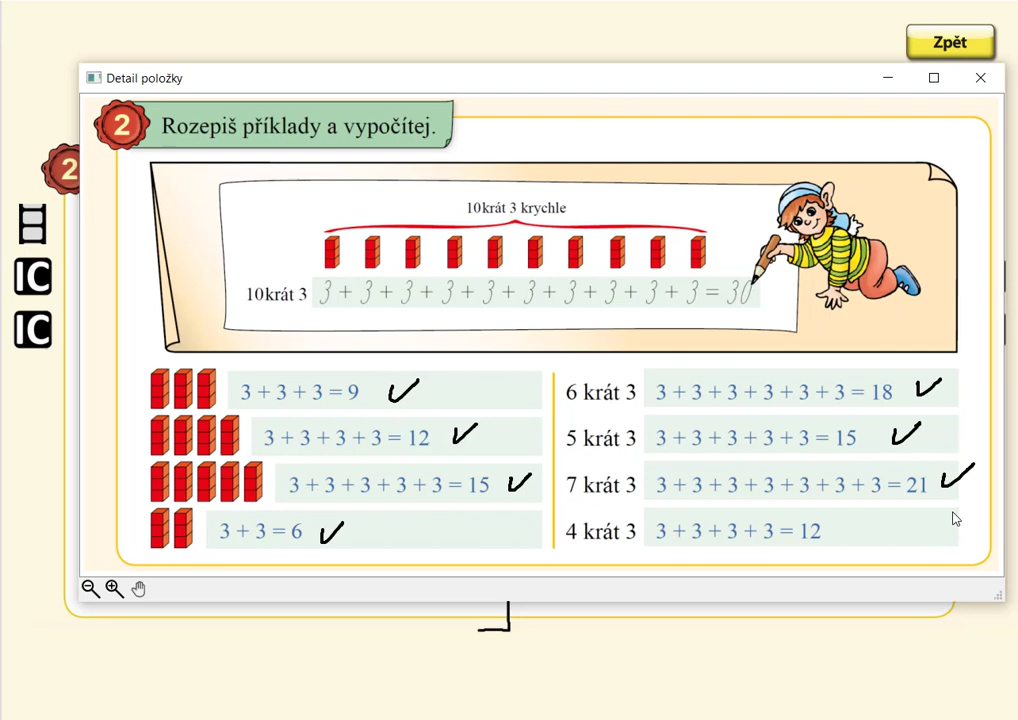 Zpět
Detail položky
2 Rozepiš příklady a vypočítej.
2
10krát 3 krychle
10krát 3 3 + 3 + 3 + 3 + 3 + 3 + 3 + 3 + 3 + 3 = 30
IC
IC
3 + 3 + 3 = 9
3 + 3 + 3 + 3 = 12
3 + 3 + 3 + 3 + 3 = 15
3 + 3 = 6
6 krát 3 3 + 3 + 3 + 3 + 3 + 3 = 18
5 krát 3 3 + 3 + 3 + 3 + 3 = 15
7 krát 3 3 + 3 + 3 + 3 + 3 + 3 + 3 = 21
4 krát 3 3 + 3 + 3 + 3 = 12